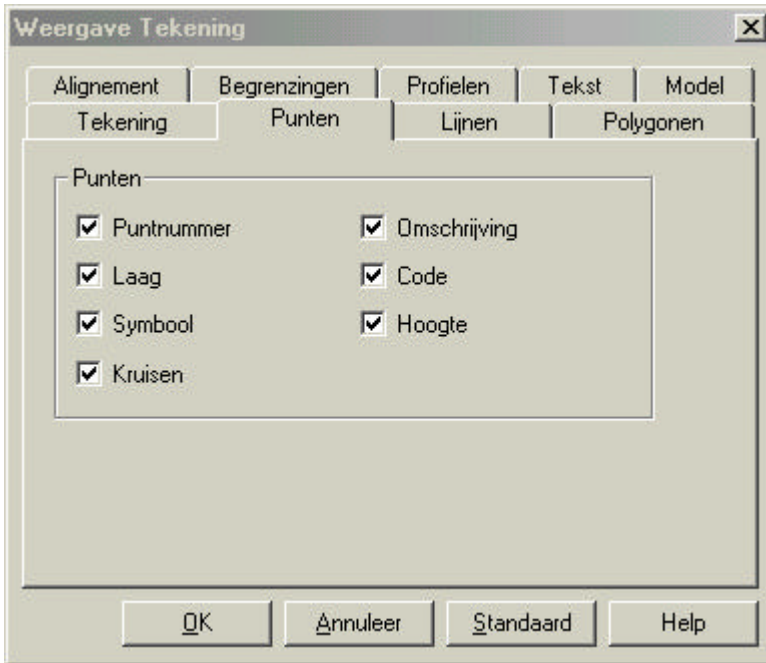 Weergave Tekening
Alignement Begrenzingen Profielen Tekst Model
Tekening Punten Lijnen Polygonen
Punten
Puntnummer Omschrijving
Laag Code
Symbool Hoogte
Kruisen
OK Annuleer Standaard Help